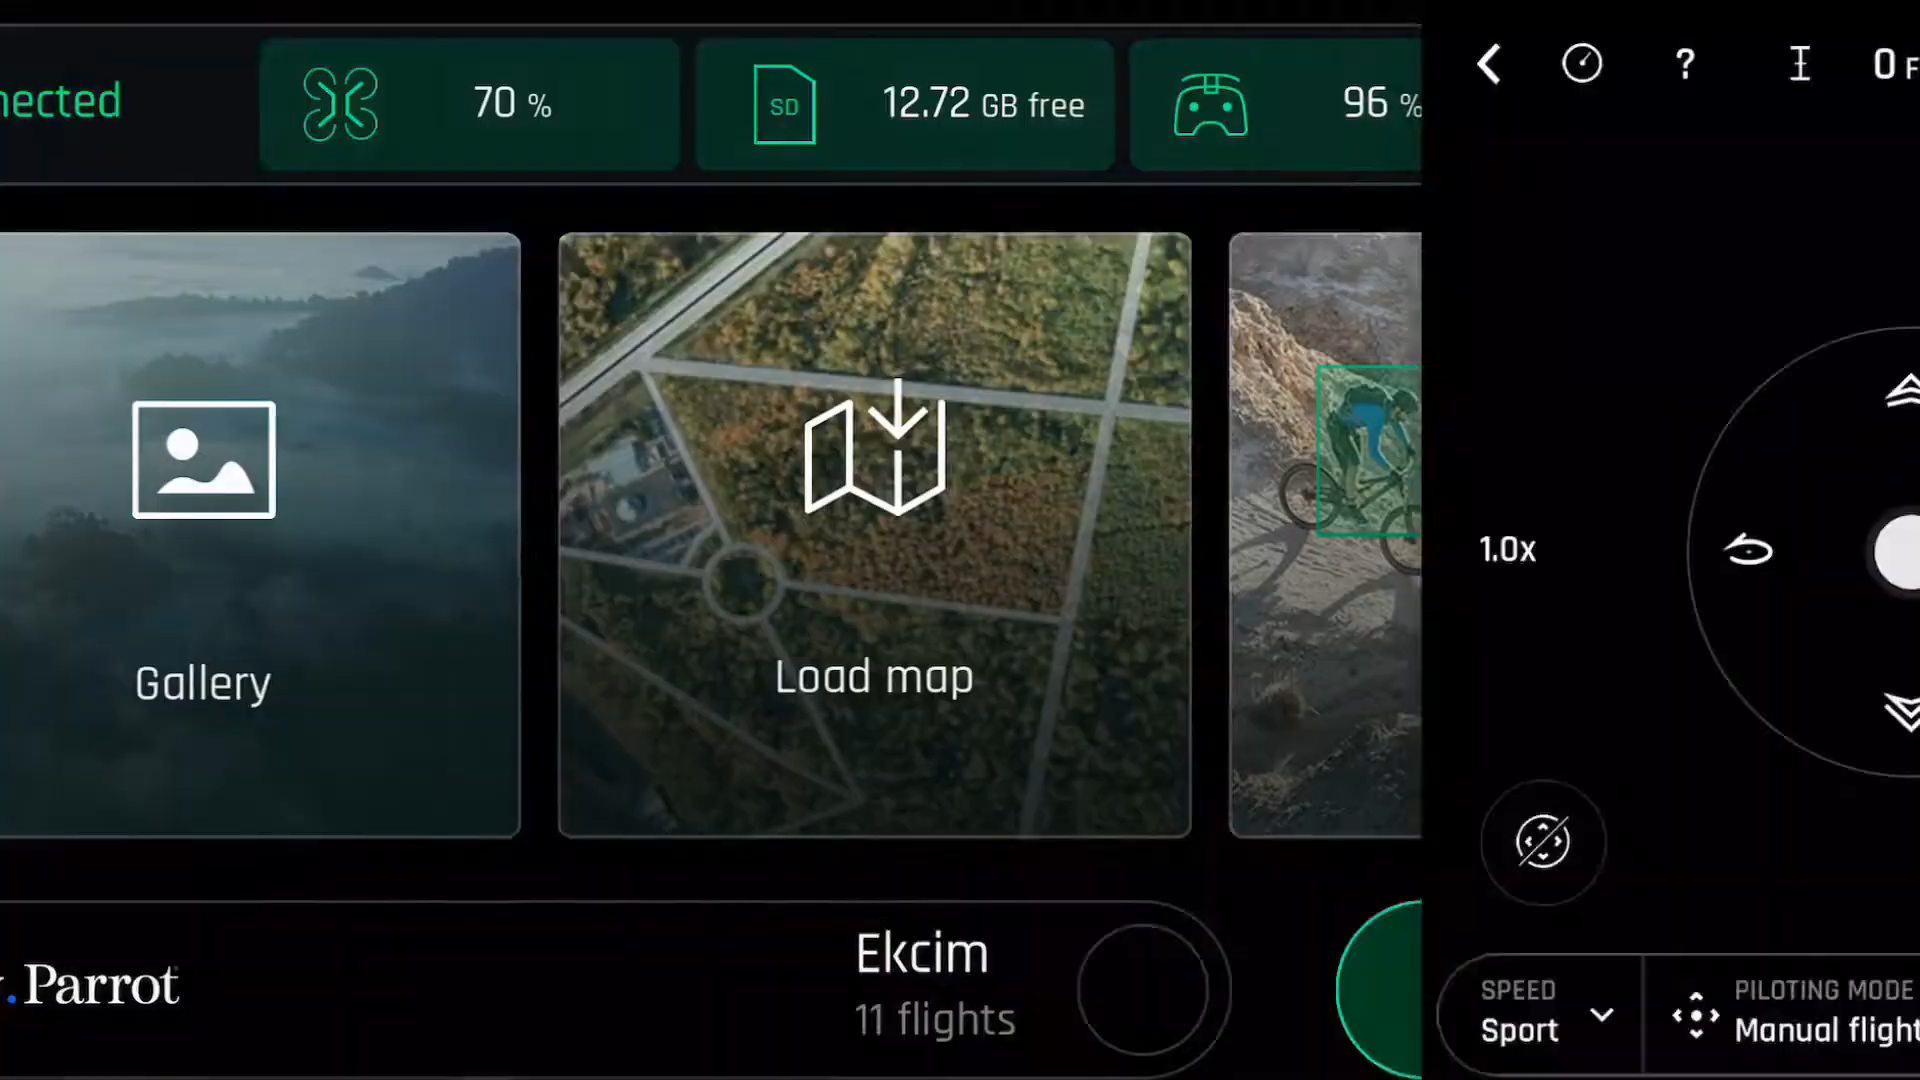 nected
70 %
SD
12.72 GB free
96 %
Gallery
Load map
.Parrot
Ekcim
11 flights
?
0 F
1.0x
SPEED
Sport
PILOTING MODE
Manual flight